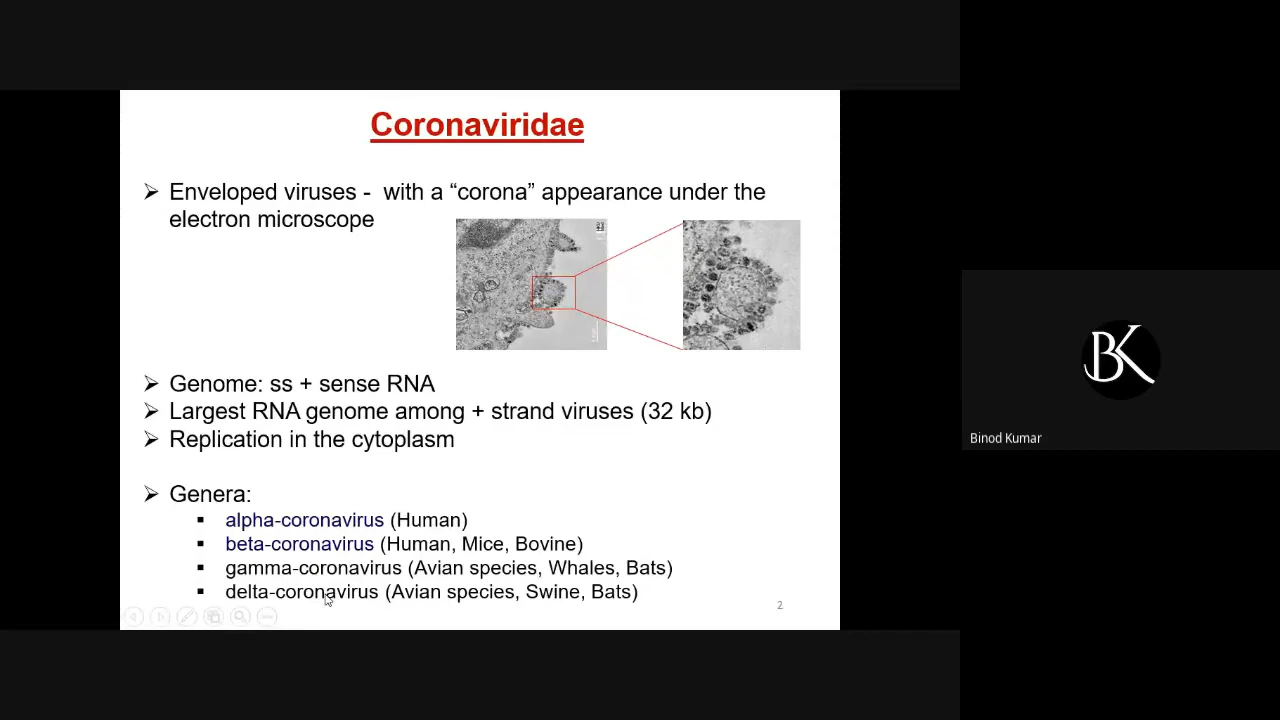 Coronaviridae
➢ Enveloped viruses - with a “corona” appearance under the
electron microscope
➢ Genome: ss + sense RNA
➢ Largest RNA genome among + strand viruses (32 kb)
➢ Replication in the cytoplasm
➢ Genera:
▪ alpha-coronavirus (Human)
▪ beta-coronavirus (Human, Mice, Bovine)
▪ gamma-coronavirus (Avian species, Whales, Bats)
▪ delta-coronavirus (Avian species, Swine, Bats)
2
BK
Binod Kumar